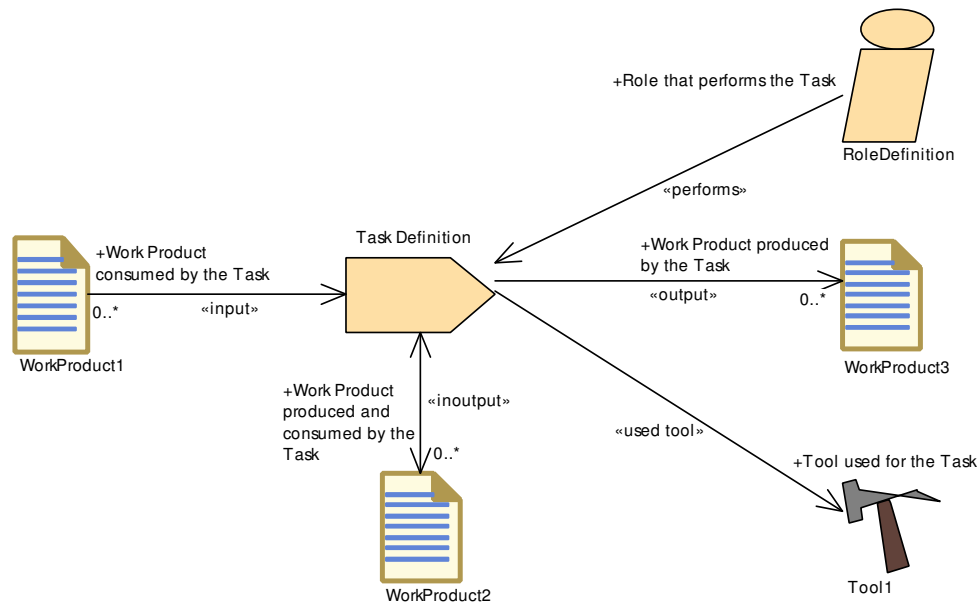 +Role that performs the Task
RoleDefinition
«performs»
Task Definition
+Work Product
consumed by the Task
«input»
0..*
WorkProduct1
+Work Product produced
by the Task
«output»
0..*
WorkProduct3
+Work Product
produced and
consumed by the
Task
«inoutput»
0..*
WorkProduct2
«used tool»
+Tool used for the Task
Tool1